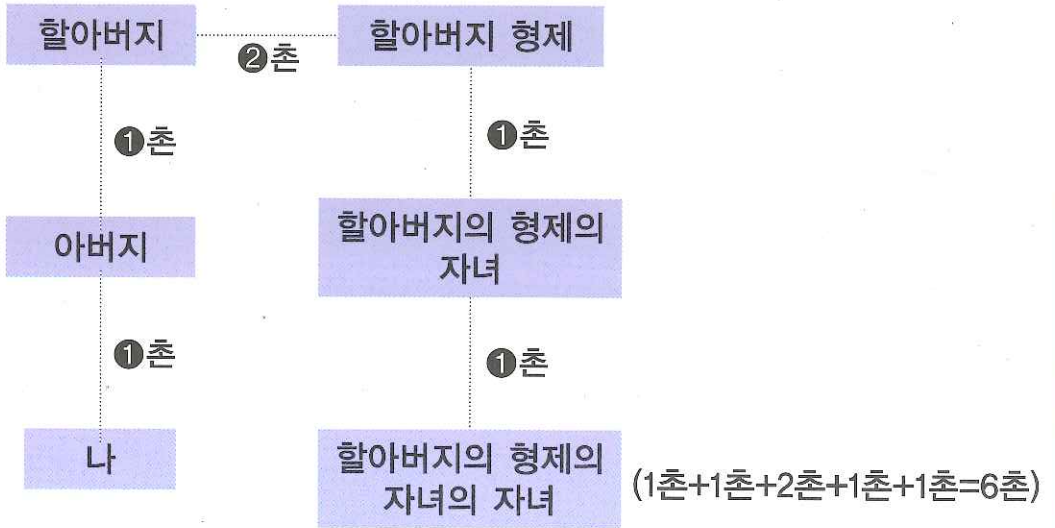 할아버지
❷촌
할아버지 형제
❶촌
❶촌
아버지
할아버지의 형제의
자녀
❶촌
❶촌
나
할아버지의 형제의
자녀의 자녀
(1촌+1촌+2촌+1촌+1촌=6촌)